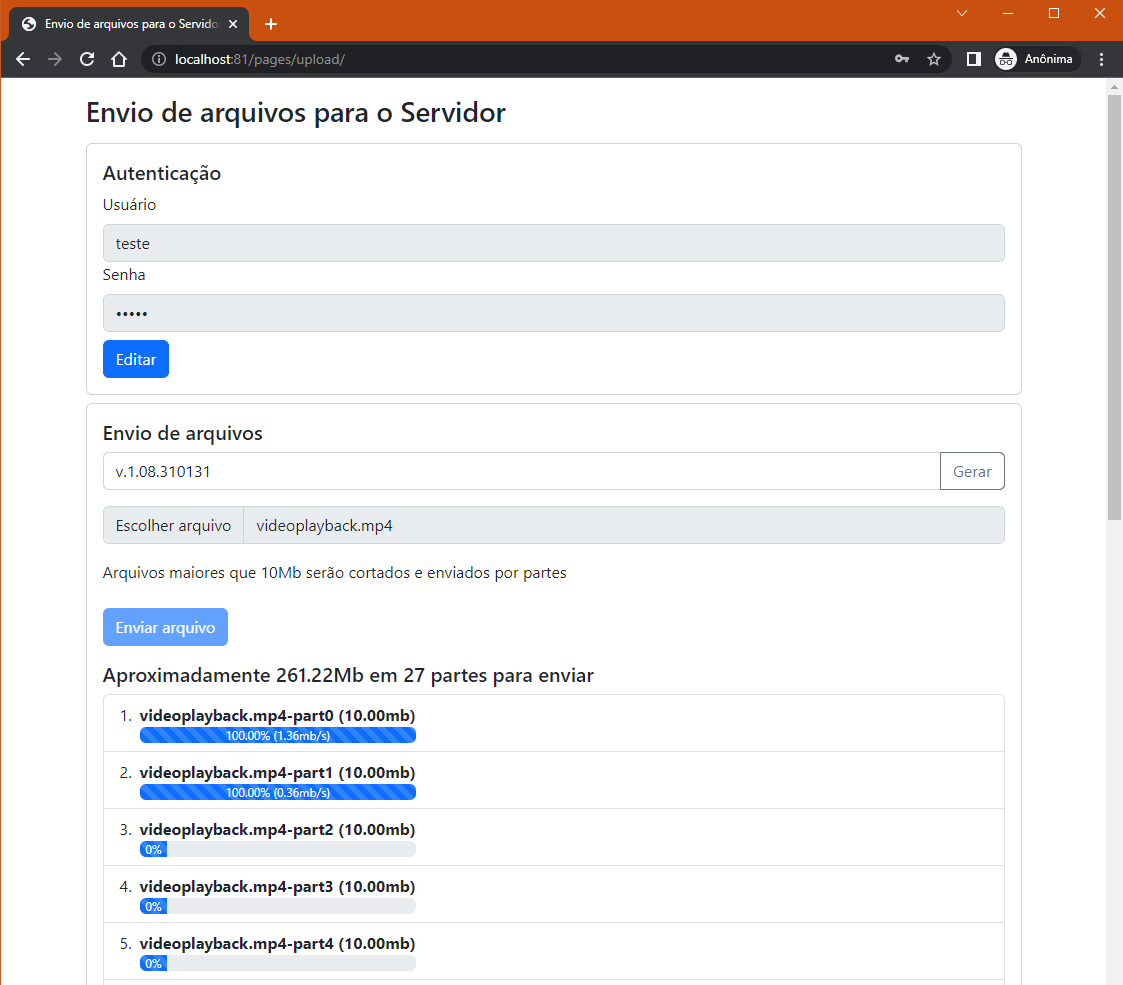 Envio de arquivos para o Servido
localhost:81/pages/upload/
Anônima
Envio de arquivos para o Servidor
Autenticação
Usuário
teste
Senha
•••••
Editar
Envio de arquivos
v.1.08.310131
Gerar
Escolher arquivo
videoplayback.mp4
Arquivos maiores que 10Mb serão cortados e enviados por partes
Enviar arquivo
Aproximadamente 261.22Mb em 27 partes para enviar
1. videoplayback.mp4-part0 (10.00mb)
100.00% (1.36mb/s)
2. videoplayback.mp4-part1 (10.00mb)
100.00% (0.36mb/s)
3. videoplayback.mp4-part2 (10.00mb)
0%
4. videoplayback.mp4-part3 (10.00mb)
0%
5. videoplayback.mp4-part4 (10.00mb)
0%